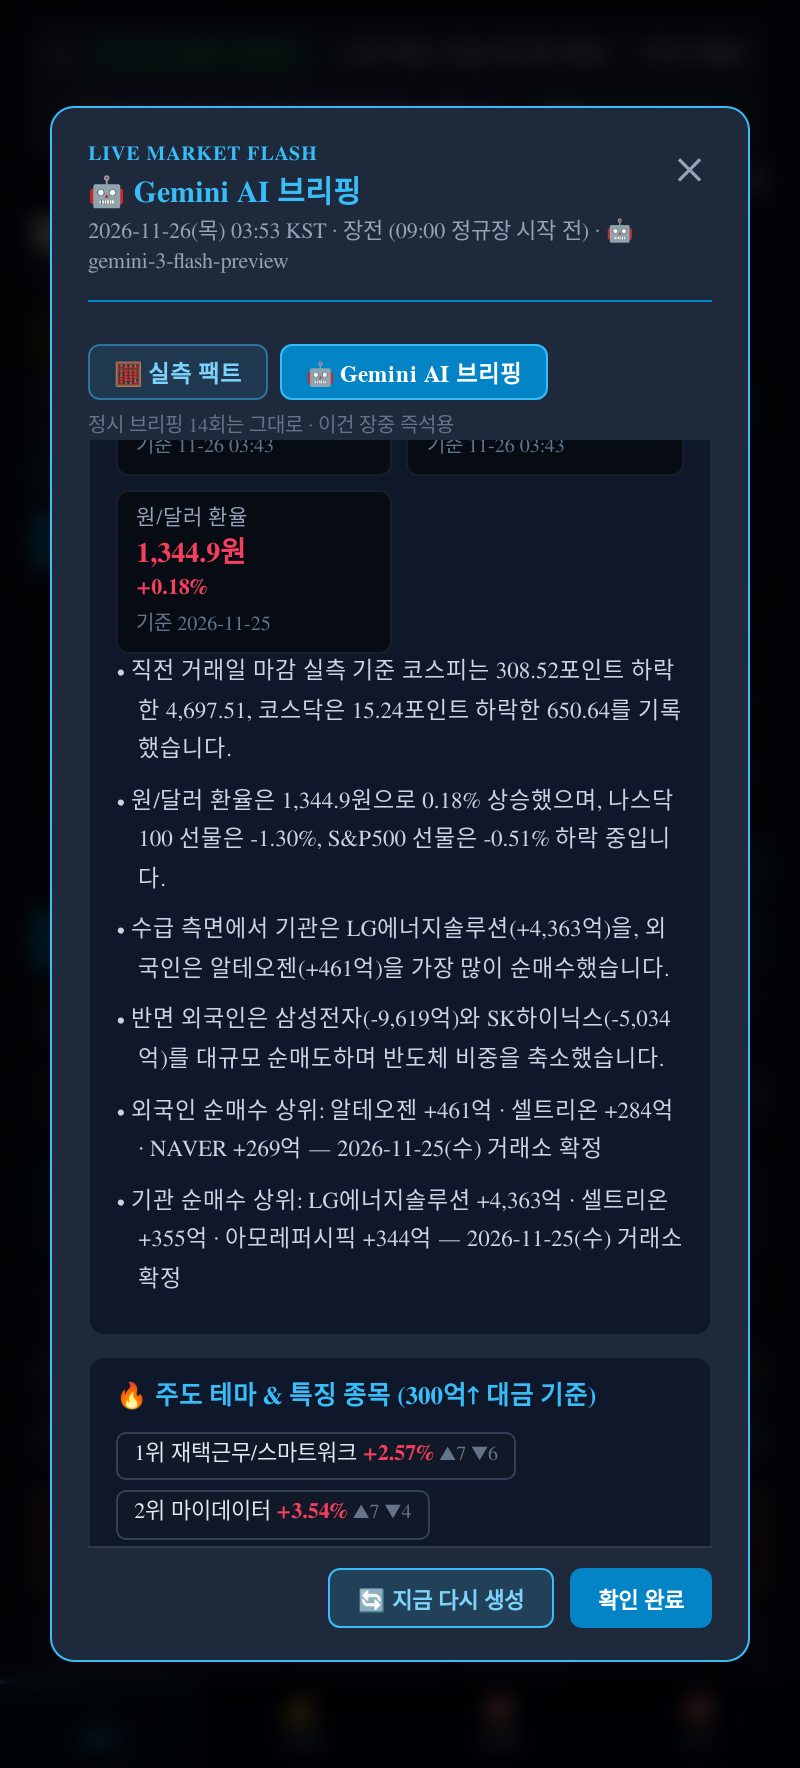 LIVE MARKET FLASH
🤖 Gemini AI 브리핑
2026-11-26(목) 03:53 KST · 장전 (09:00 정규장 시작 전) · 🤖
gemini-3-flash-preview
🧮 실측 팩트
🤖 Gemini AI 브리핑
정시 브리핑 14회는 그대로 · 이건 장중 즉석용
기준 11-26 03:43
기준 11-26 03:43
원/달러 환율
1,344.9원
+0.18%
기준 2026-11-25
• 직전 거래일 마감 실측 기준 코스피는 308.52포인트 하락
한 4,697.51, 코스닥은 15.24포인트 하락한 650.64를 기록
했습니다.
• 원/달러 환율은 1,344.9원으로 0.18% 상승했으며, 나스닥
100 선물은 -1.30%, S&P500 선물은 -0.51% 하락 중입니
다.
• 수급 측면에서 기관은 LG에너지솔루션(+4,363억)을, 외
국인은 알테오젠(+461억)을 가장 많이 순매수했습니다.
• 반면 외국인은 삼성전자(-9,619억)와 SK하이닉스(-5,034
억)를 대규모 순매도하며 반도체 비중을 축소했습니다.
• 외국인 순매수 상위: 알테오젠 +461억 · 셀트리온 +284억
· NAVER +269억 — 2026-11-25(수) 거래소 확정
• 기관 순매수 상위: LG에너지솔루션 +4,363억 · 셀트리온
+355억 · 아모레퍼시픽 +344억 — 2026-11-25(수) 거래소
확정
🔥 주도 테마 & 특징 종목 (300억↑ 대금 기준)
1위 재택근무/스마트워크 +2.57% ▲7 ▼6
2위 마이데이터 +3.54% ▲7 ▼4
🔄 지금 다시 생성
확인 완료